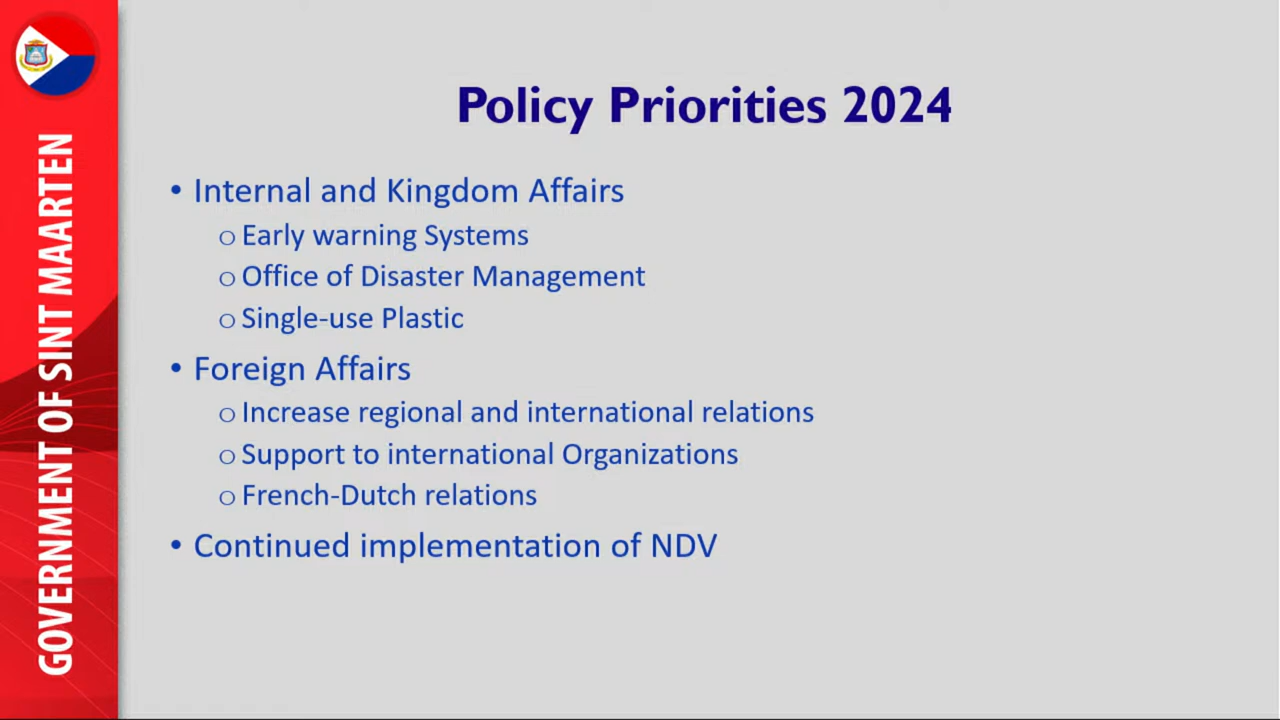 GOVERNMENT OF SINT MAARTEN
Policy Priorities 2024
• Internal and Kingdom Affairs
o Early warning Systems
o Office of Disaster Management
o Single-use Plastic
• Foreign Affairs
o Increase regional and international relations
o Support to international Organizations
o French-Dutch relations
• Continued implementation of NDV